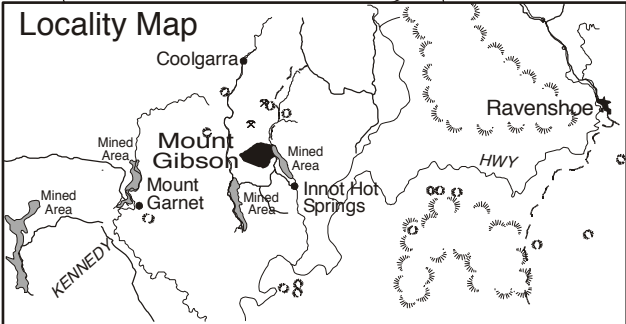 Locality Map
Coolgarra
Ravenshoe
Mined
Area
Mount
Gibson
Mined
Area
HWY
Mount
Garnet
Innot Hot
Springs
Mined
Area
Mined
Area
KENNEDY